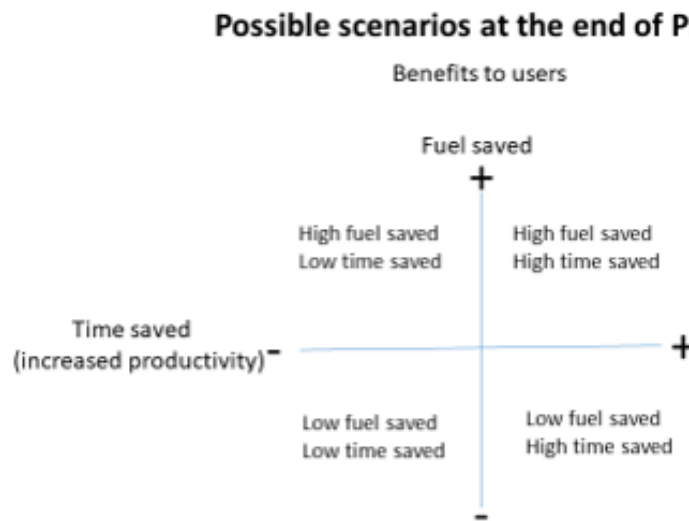 Possible scenarios at the end of P
Benefits to users
Fuel saved
+
High fuel saved
Low time saved
High fuel saved
High time saved
Time saved
(increased productivity)
-
+
Low fuel saved
Low time saved
Low fuel saved
High time saved
-